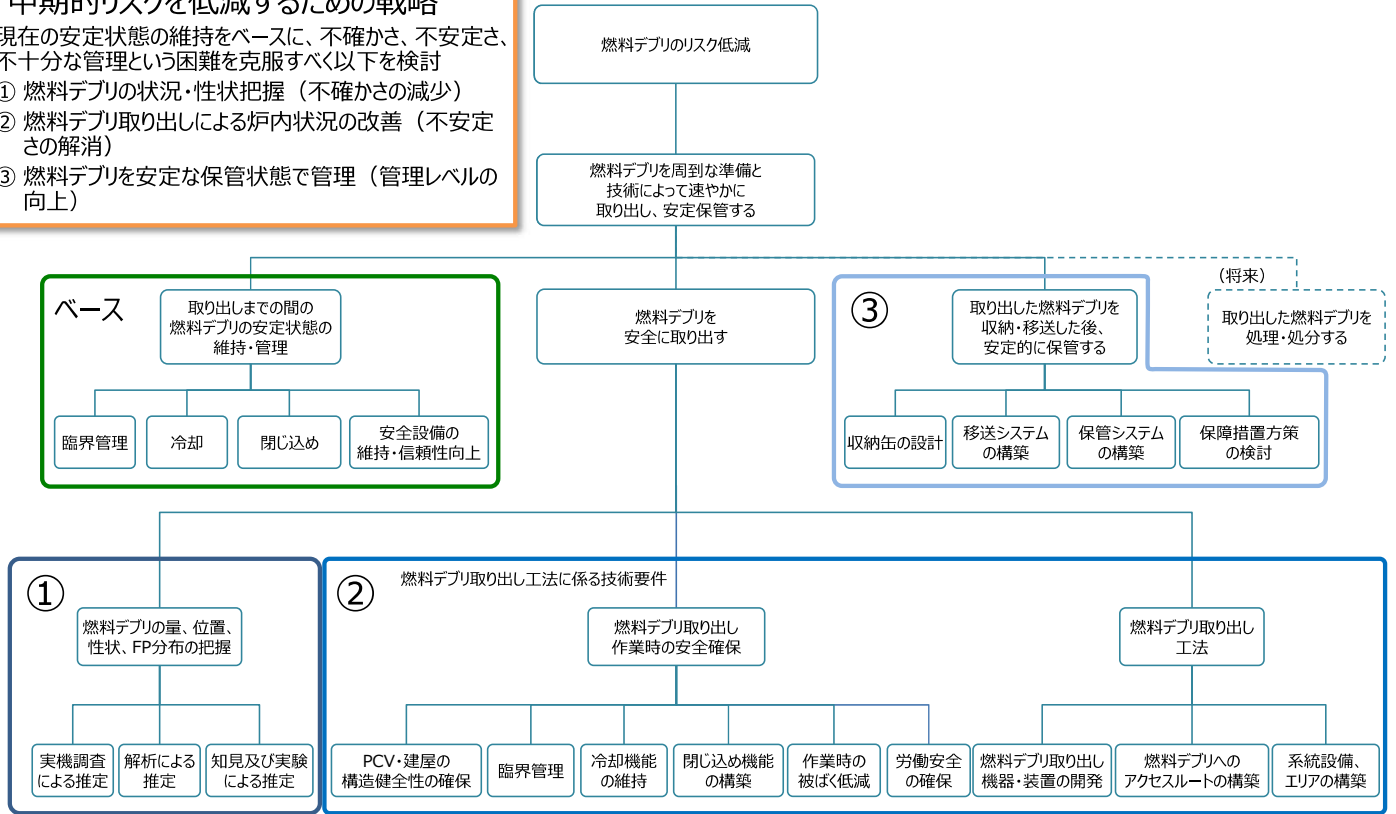 中期的リスクを低減するための戦略
現在の安定状態の維持をベースに、不確かさ、不安定さ、
不十分な管理という困難を克服すべく以下を検討
① 燃料デブリの状況・性状把握（不確かさの減少）
② 燃料デブリ取り出しによる炉内状況の改善（不安定
さの解消）
③ 燃料デブリを安定な保管状態で管理（管理レベルの
向上）
燃料デブリのリスク低減
燃料デブリを周到な準備と
技術によって速やかに
取り出し、安定保管する
ベース
取り出しまでの間の
燃料デブリの安定状態の
維持・管理
臨界管理
冷却
閉じ込め
安全設備の
維持・信頼性向上
燃料デブリを
安全に取り出す
③
取り出した燃料デブリを
収納・移送した後、
安定的に保管する
収納缶の設計
移送システム
の構築
保管システム
の構築
保障措置方策
の検討
（将来）
取り出した燃料デブリを
処理・処分する
①
燃料デブリの量、位置、
性状、FP分布の把握
実機調査
による推定
解析による
推定
知見及び実験
による推定
②
燃料デブリ取り出し工法に係る技術要件
燃料デブリ取り出し
作業時の安全確保
PCV・建屋の
構造健全性の確保
臨界管理
冷却機能
の維持
閉じ込め機能
の構築
作業時の
被ばく低減
労働安全
の確保
燃料デブリ取り出し
工法
燃料デブリ取り出し
機器・装置の開発
燃料デブリへの
アクセスルートの構築
系統設備、
エリアの構築